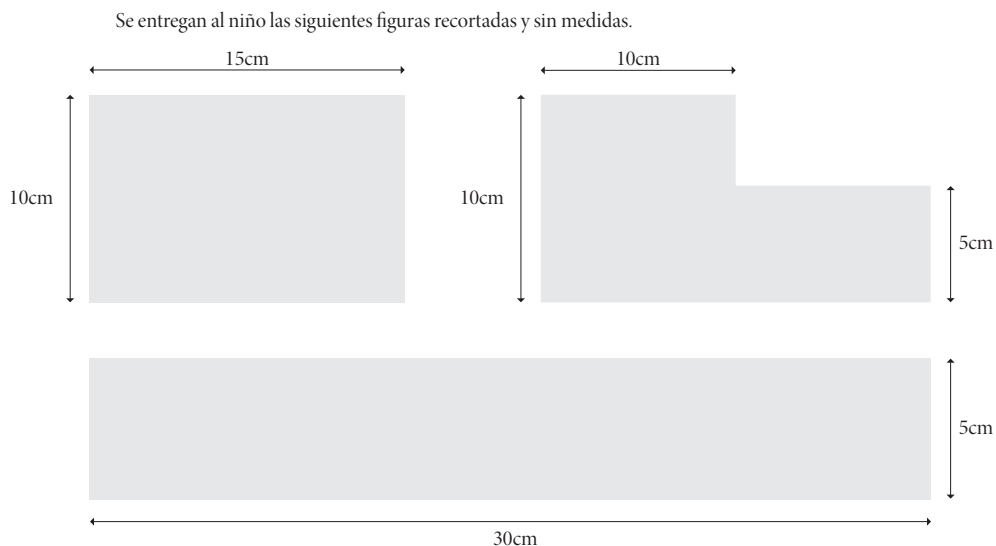 Se entregan al niño las siguientes figuras recortadas y sin medidas.
15cm
10cm
10cm
10cm
5cm
5cm
30cm